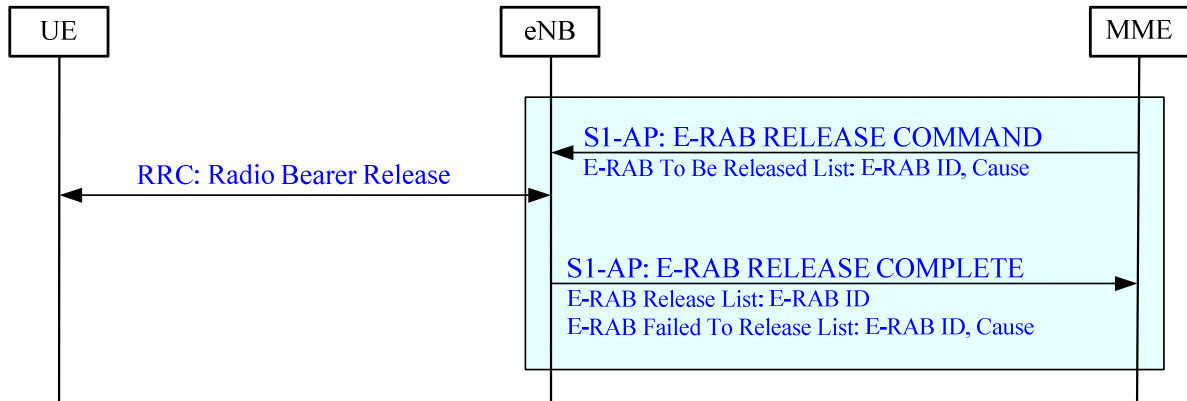 UE
eNB
MME
S1-AP: E-RAB RELEASE COMMAND
E-RAB To Be Released List: E-RAB ID, Cause
RRC: Radio Bearer Release
S1-AP: E-RAB RELEASE COMPLETE
E-RAB Release List: E-RAB ID
E-RAB Failed To Release List: E-RAB ID, Cause